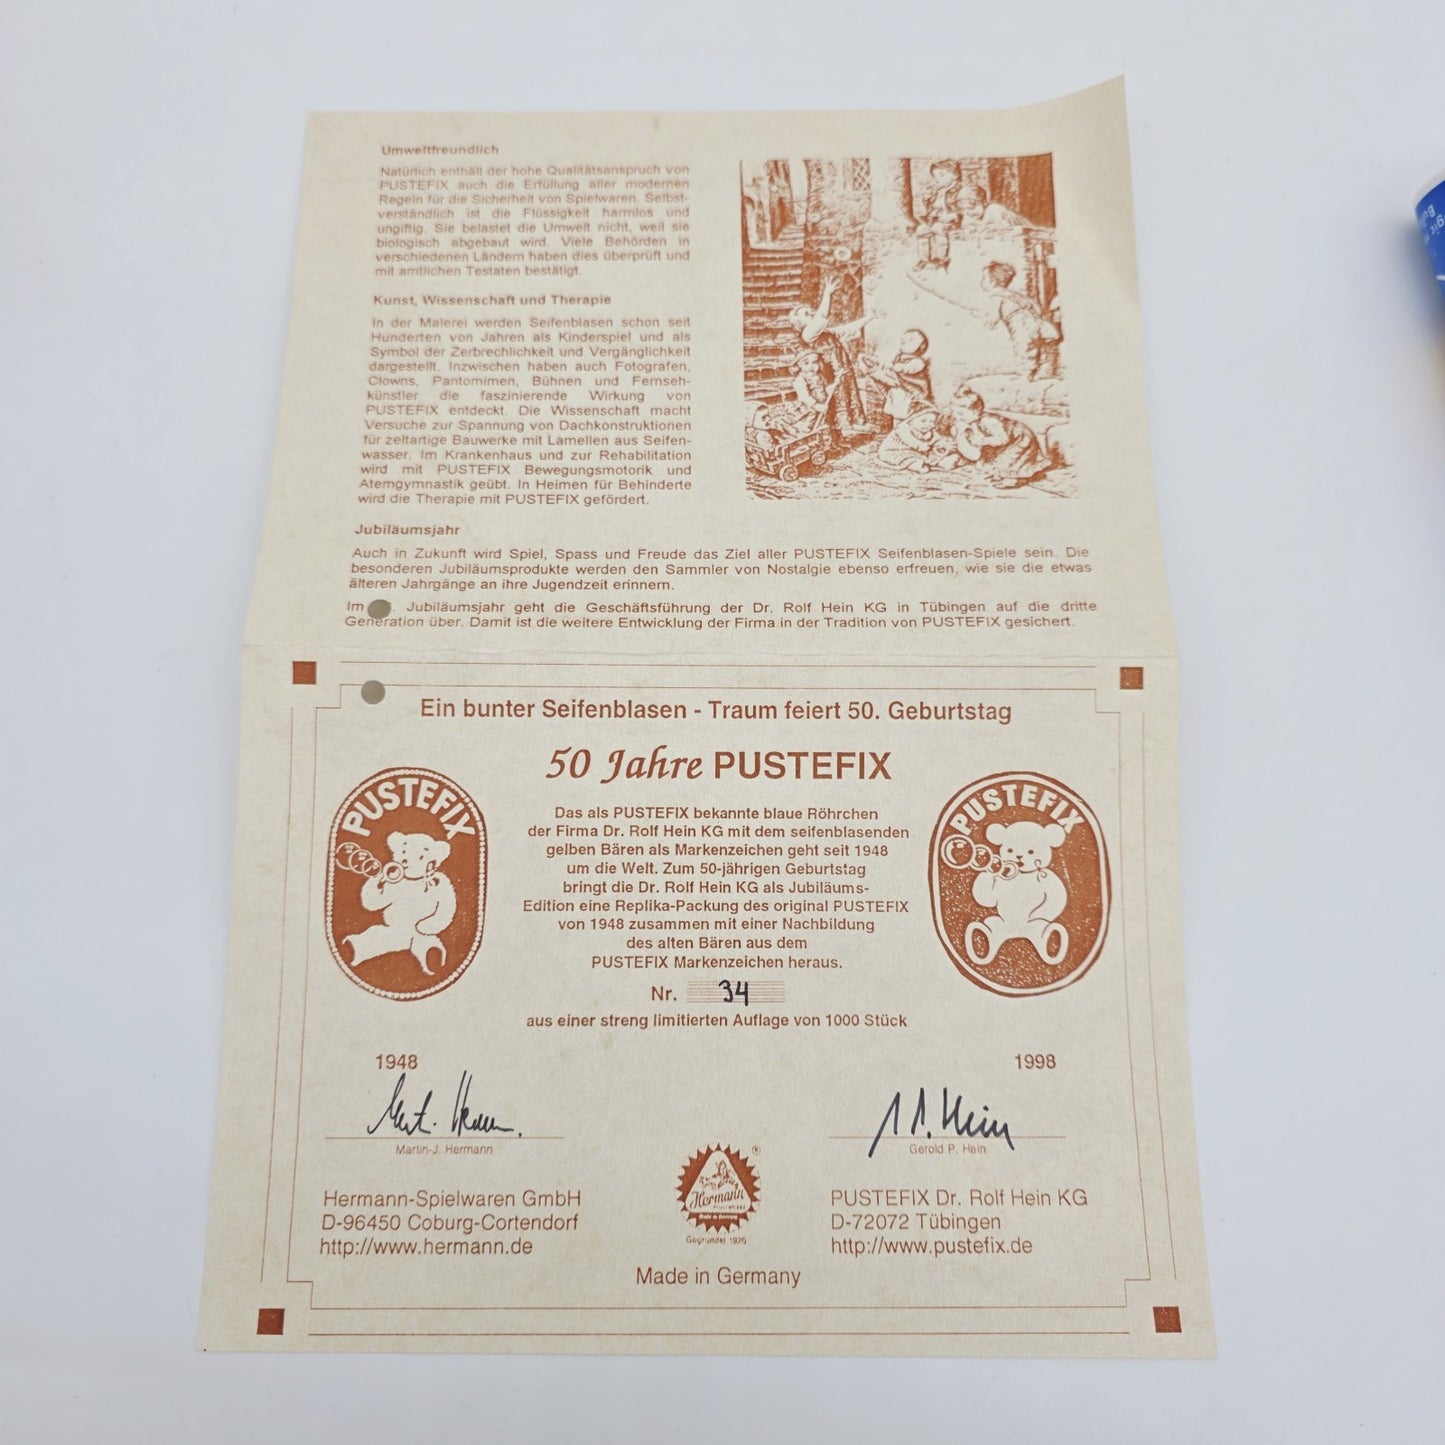 Umweltfreundlich
Natürlich enthält der hohe Qualitätsanspruch von
PUSTEFIX auch die Erfüllung aller modernen
Regeln für die Sicherheit von Spielwaren. Selbst-
verständlich ist die Flüssigkeit harmlos und
ungiftig. Sie belastet die Umwelt nicht, weil sie
biologisch abgebaut wird. Viele Behörden in
verschiedenen Ländern haben dies überprüft und
mit amtlichen Testaten bestätigt.
Kunst, Wissenschaft und Therapie
In der Malerei werden Seifenblasen schon seit
Hunderten von Jahren als Kinderspiel und als
Symbol der Zerbrechlichkeit und Vergänglichkeit
dargestellt. Inzwischen haben auch Fotografen,
Clowns, Pantomimen, Bühnen und Fernseh-
künstler die faszinierende Wirkung von
PUSTEFIX entdeckt. Die Wissenschaft macht
Versuche zur Spannung von Dachkonstruktionen
für zeltartige Bauwerke mit Lamellen aus Seifen-
wasser. Im Krankenhaus und zur Rehabilitation
wird mit PUSTEFIX Bewegungsmotorik und
Atemgymnastik geübt. In Heimen für Behinderte
wird die Therapie mit PUSTEFIX gefördert.
Jubiläumsjahr
Auch in Zukunft wird Spiel, Spass und Freude das Ziel aller PUSTEFIX Seifenblasen-Spiele sein. Die
besonderen Jubiläumsprodukte werden den Sammler von Nostalgie ebenso erfreuen, wie sie die etwas
älteren Jahrgänge an ihre Jugendzeit erinnern.
Im Jubiläumsjahr geht die Geschäftsführung der Dr. Rolf Hein KG in Tübingen auf die dritte
Generation über. Damit ist die weitere Entwicklung der Firma in der Tradition von PUSTEFIX gesichert.
Ein bunter Seifenblasen - Traum feiert 50. Geburtstag
50 Jahre PUSTEFIX
PUSTEFIX
PUSTEFIX
Das als PUSTEFIX bekannte blaue Röhrchen
der Firma Dr. Rolf Hein KG mit dem seifenblasenden
gelben Bären als Markenzeichen geht seit 1948
um die Welt. Zum 50-jährigen Geburtstag
bringt die Dr. Rolf Hein KG als Jubiläums-
Edition eine Replika-Packung des original PUSTEFIX
von 1948 zusammen mit einer Nachbildung
des alten Bären aus dem
PUSTEFIX Markenzeichen heraus.
Nr. 34
aus einer streng limitierten Auflage von 1000 Stück
1948
1998
Martin-J. Hermann
Gerold P. Hein
Hermann-Spielwaren GmbH
D-96450 Coburg-Cortendorf
http://www.hermann.de
Hermann
Made in Germany
Gegründet 1920
PUSTEFIX Dr. Rolf Hein KG
D-72072 Tübingen
http://www.pustefix.de
Made in Germany